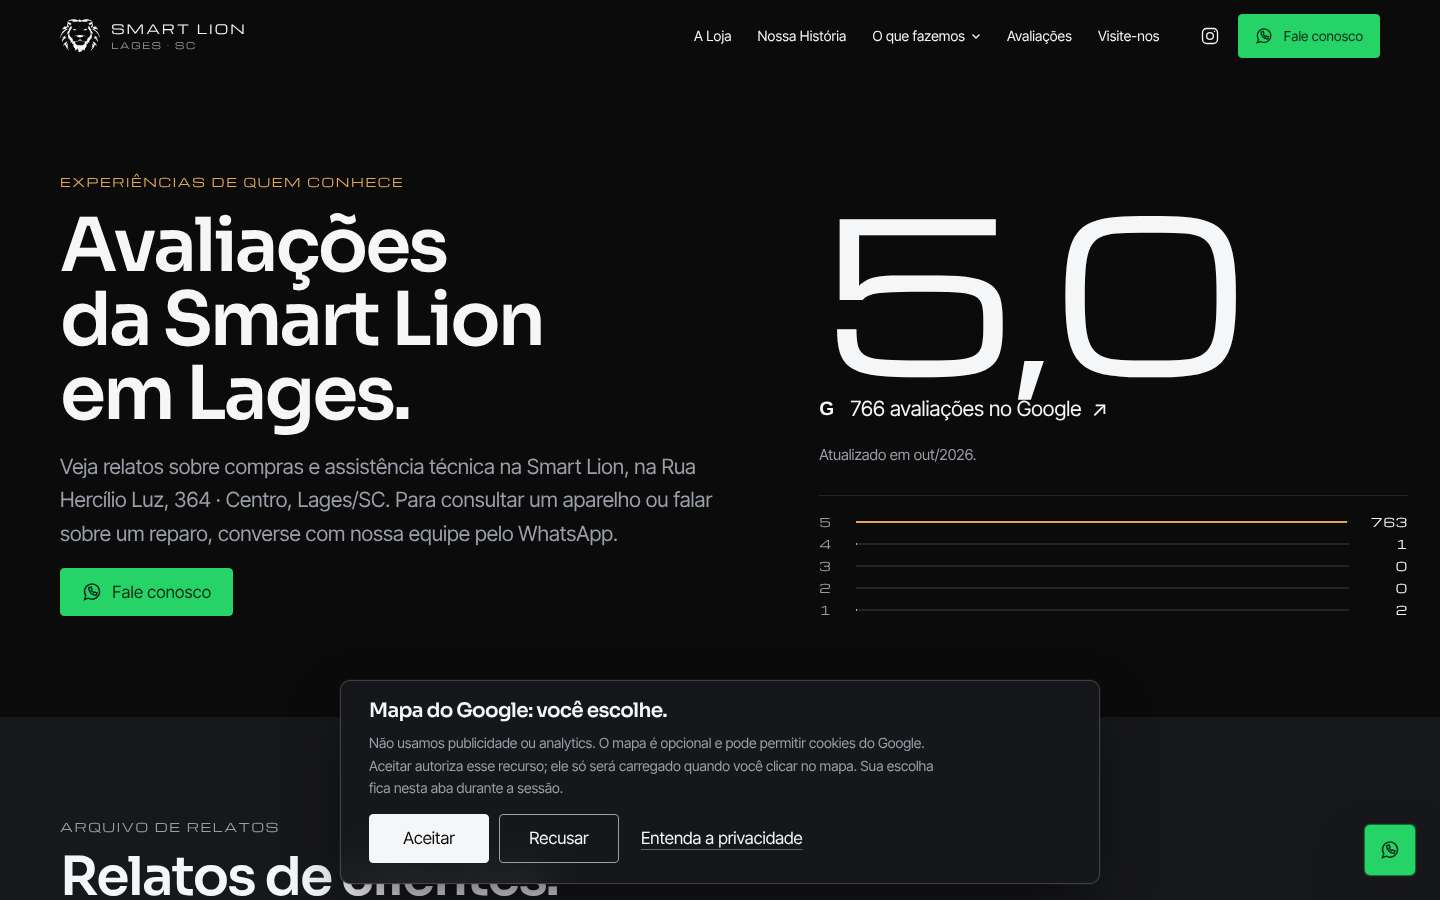 SMART LION
LAGES · SC
A Loja
Nossa História
O que fazemos
Avaliações
Visite-nos
Fale conosco
EXPERIÊNCIAS DE QUEM CONHECE
Avaliações
da Smart Lion
em Lages.
Veja relatos sobre compras e assistência técnica na Smart Lion, na Rua
Hercílio Luz, 364 · Centro, Lages/SC. Para consultar um aparelho ou falar
sobre um reparo, converse com nossa equipe pelo WhatsApp.
Fale conosco
5,0
G 766 avaliações no Google
Atualizado em out/2026.
5 763
4 1
3 0
2 0
1 2
Mapa do Google: você escolhe.
Não usamos publicidade ou analytics. O mapa é opcional e pode permitir cookies do Google.
Aceitar autoriza esse recurso; ele só será carregado quando você clicar no mapa. Sua escolha
fica nesta aba durante a sessão.
Aceitar
Recusar
Entenda a privacidade
ARQUIVO DE RELATOS
Relatos de clientes.